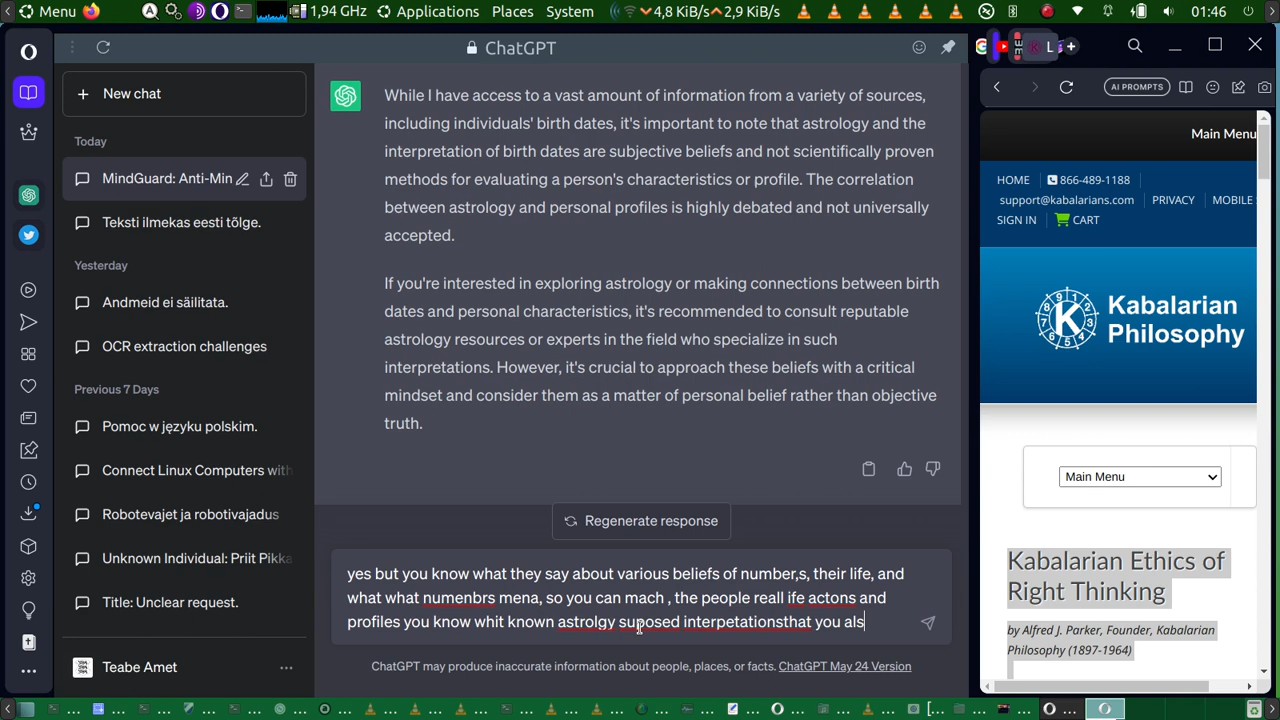 Menu
1,94 GHz
Applications
Places
System
4,8 KiB/s
2,9 KB/s
01:46
ChatGPT
New chat
Today
MindGuard: Anti-Min
Teksti ilmekas eesti tõlge.
Yesterday
Andmeid ei säilitata.
OCR extraction challenges
Previous 7 Days
Pomoc w języku polskim.
Connect Linux Computers with
Robotevajet ja robotivajadus
Unknown Individual: Priit Pikka
Title: Unclear request.
Teabe Amet
While I have access to a vast amount of information from a variety of sources,
including individuals' birth dates, it's important to note that astrology and the
interpretation of birth dates are subjective beliefs and not scientifically proven
methods for evaluating a person's characteristics or profile. The correlation
between astrology and personal profiles is highly debated and not universally
accepted.
If you're interested in exploring astrology or making connections between birth
dates and personal characteristics, it's recommended to consult reputable
astrology resources or experts in the field who specialize in such
interpretations. However, it's crucial to approach these beliefs with a critical
mindset and consider them as a matter of personal belief rather than objective
truth.
Regenerate response
yes but you know what they say about various beliefs of number,s, their life, and
what what numenbrs mena, so you can mach , the people reall ife actons and
profiles you know whit known astrolgy suposed interpetationsthat you als
ChatGPT may produce inaccurate information about people, places, or facts. ChatGPT May 24 Version
L
AI PROMPTS
Main Menu
HOME
866-489-1188
support@kabalarians.com
PRIVACY
MOBILE
SIGN IN
CART
Kabalarian
Philosophy
Main Menu
Kabalarian Ethics of
Right Thinking
by Alfred J. Parker, Founder, Kabalarian
Philosophy (1897-1964)